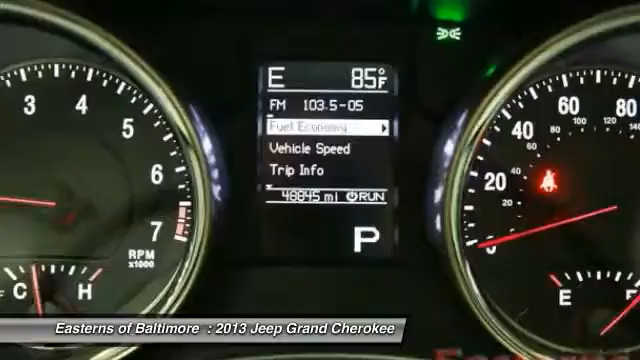 E 85°F
FM 103.5-05
Fuel Economy
Vehicle Speed
Trip Info
48845 mi RUN
P
3
4
5
6
7
RPM
x1000
C H
20
40
60
80
20
40
60
80
100
120
140
E
Easterns of Baltimore : 2013 Jeep Grand Cherokee